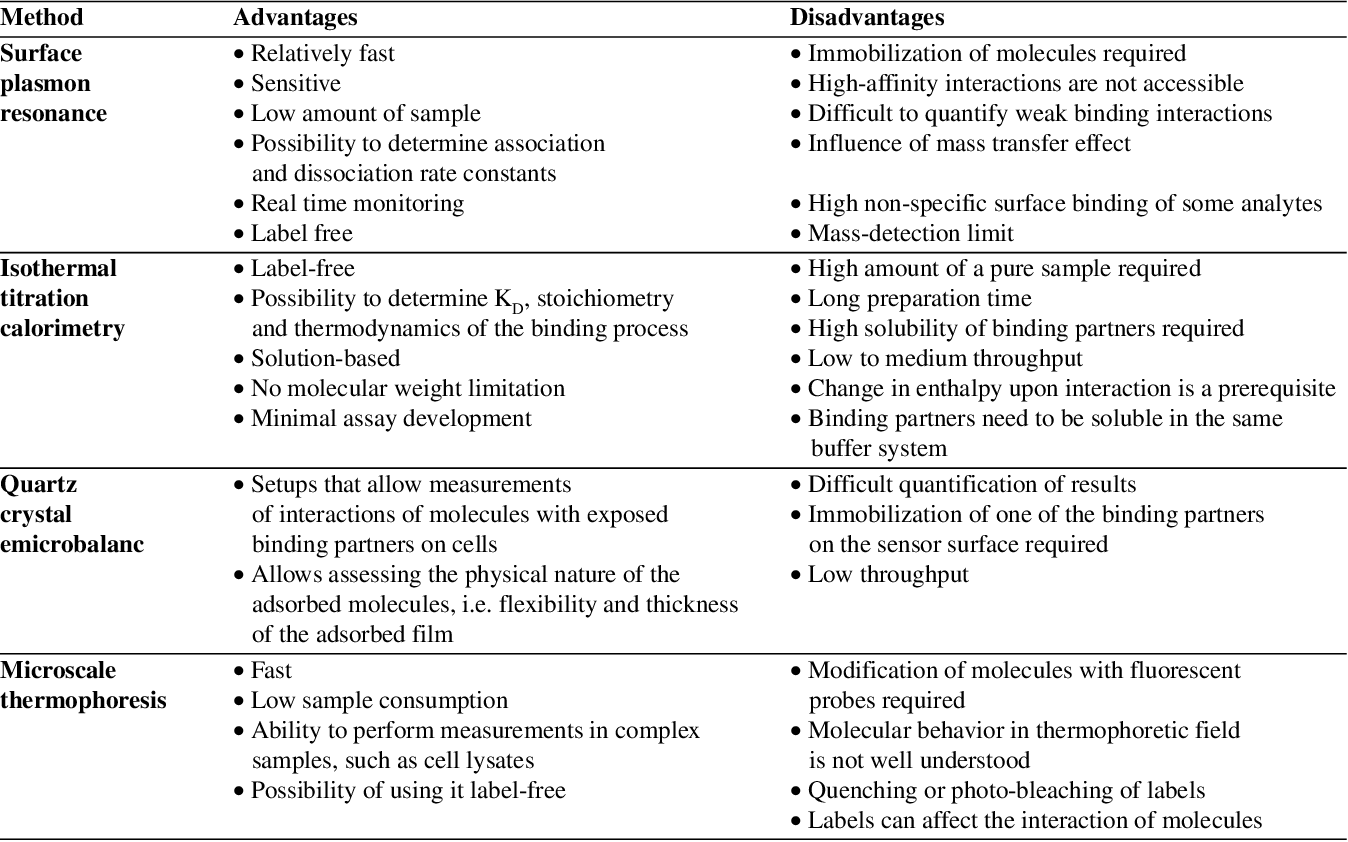 Method Advantages Disadvantages
Surface • Relatively fast • Immobilization of molecules required
plasmon • Sensitive • High-affinity interactions are not accessible
resonance • Low amount of sample • Difficult to quantify weak binding interactions
• Possibility to determine association • Influence of mass transfer effect
and dissociation rate constants
• Real time monitoring • High non-specific surface binding of some analytes
• Label free • Mass-detection limit
Isothermal • Label-free • High amount of a pure sample required
titration • Possibility to determine KD, stoichiometry • Long preparation time
calorimetry and thermodynamics of the binding process • High solubility of binding partners required
• Solution-based • Low to medium throughput
• No molecular weight limitation • Change in enthalpy upon interaction is a prerequisite
• Minimal assay development • Binding partners need to be soluble in the same
buffer system
Quartz • Setups that allow measurements • Difficult quantification of results
crystal of interactions of molecules with exposed • Immobilization of one of the binding partners
emicrobalanc binding partners on cells on the sensor surface required
• Allows assessing the physical nature of the • Low throughput
adsorbed molecules, i.e. flexibility and thickness
of the adsorbed film
Microscale • Fast • Modification of molecules with fluorescent
thermophoresis • Low sample consumption probes required
• Ability to perform measurements in complex • Molecular behavior in thermophoretic field
samples, such as cell lysates is not well understood
• Possibility of using it label-free • Quenching or photo-bleaching of labels
• Labels can affect the interaction of molecules